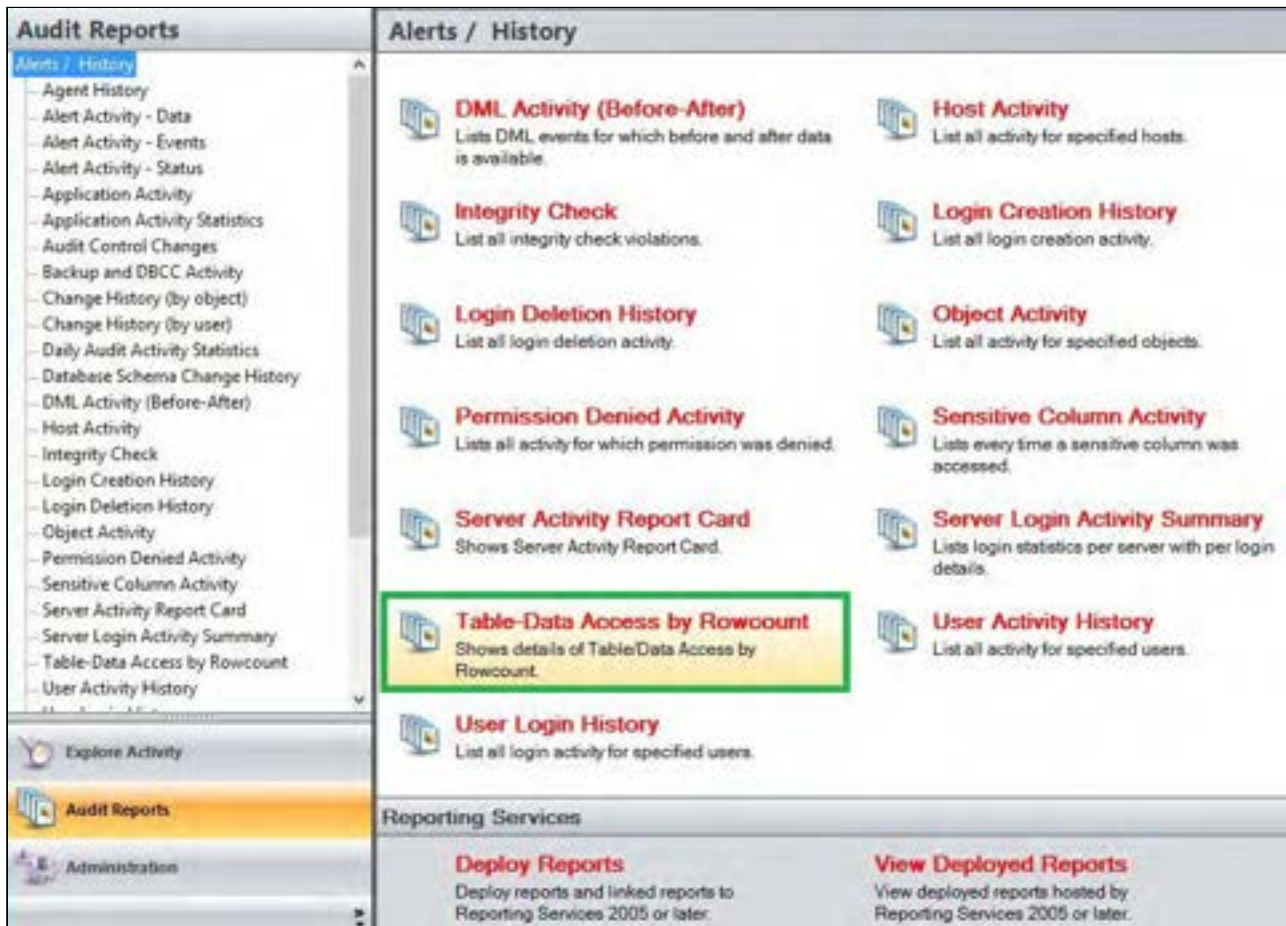 Audit Reports
Alerts / History
Agent History
Alert Activity - Data
Alert Activity - Events
Alert Activity - Status
Application Activity
Application Activity Statistics
Audit Control Changes
Backup and DBCC Activity
Change History (by object)
Change History (by user)
Daily Audit Activity Statistics
Database Schema Change History
DML Activity (Before-After)
Host Activity
Integrity Check
Login Creation History
Login Deletion History
Object Activity
Permission Denied Activity
Sensitive Column Activity
Server Activity Report Card
Server Login Activity Summary
Table-Data Access by Rowcount
User Activity History
Explore Activity
Audit Reports
Administration
Alerts / History
DML Activity (Before-After)
Lists DML events for which before and after data
is available.
Host Activity
List all activity for specified hosts.
Integrity Check
List all integrity check violations.
Login Creation History
List all login creation activity.
Login Deletion History
List all login deletion activity.
Object Activity
List all activity for specified objects.
Permission Denied Activity
Lists all activity for which permission was denied.
Sensitive Column Activity
Lists every time a sensitive column was
accessed.
Server Activity Report Card
Shows Server Activity Report Card.
Server Login Activity Summary
Lists login statistics per server with per login
details.
Table-Data Access by Rowcount
Shows details of Table/Data Access by
Rowcount.
User Activity History
List all activity for specified users.
User Login History
List all login activity for specified users.
Reporting Services
Deploy Reports
Deploy reports and linked reports to
Reporting Services 2005 or later.
View Deployed Reports
View deployed reports hosted by
Reporting Services 2005 or later.